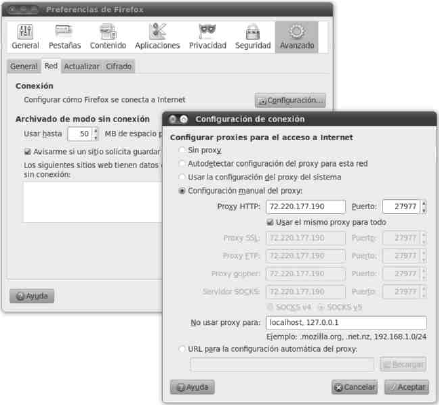 Preferencias de Firefox
General Pestañas Contenido Aplicaciones Privacidad Seguridad Avanzado
General Red Actualizar Cifrado
Conexión
Configurar cómo Firefox se conecta a Internet
Configuración...
Archivado de modo sin conexión
Usar hasta 50 MB de espacio p
Avisarme si un sitio solicita guardar
Los siguientes sitios web tienen datos
sin conexión:
Ayuda
Configuración de conexión
Configurar proxies para el acceso a Internet
Sin proxy
Autodetectar configuración del proxy para esta red
Usar la configuración del proxy del sistema
Configuración manual del proxy:
Proxy HTTP: 72.220.177.190 Puerto: 27977
Usar el mismo proxy para todo
Proxy SSL: 72.220.177.190 Puerto: 27977
Proxy FTP: 72.220.177.190 Puerto: 27977
Proxy gopher: 72.220.177.190 Puerto: 27977
Servidor SOCKS: 72.220.177.190 Puerto: 27977
SOCKS v4 SOCKS v5
No usar proxy para: localhost, 127.0.0.1
Ejemplo: .mozilla.org, .net.nz, 192.168.1.0/24
URL para la configuración automática del proxy:
Recargar
Ayuda
Cancelar
Aceptar